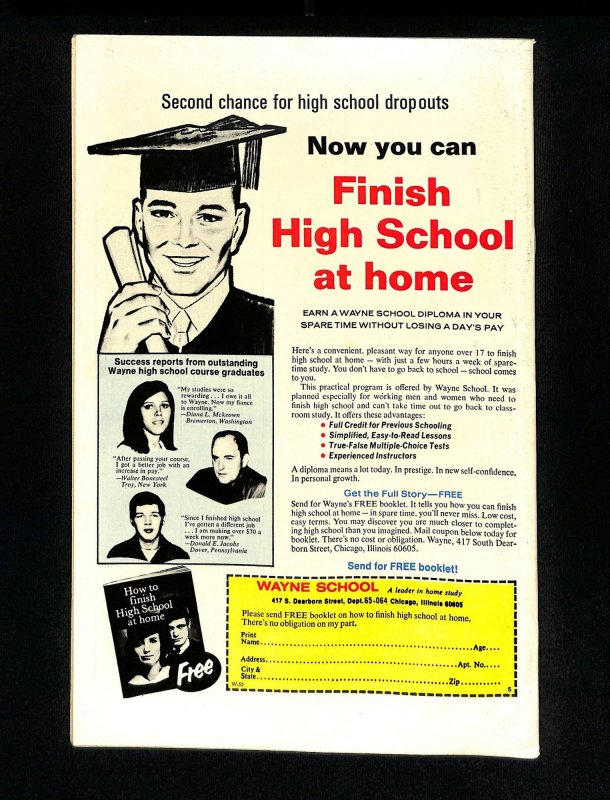 Second chance for high school dropouts
Now you can
Finish
High School
at home
EARN A WAYNE SCHOOL DIPLOMA IN YOUR
SPARE TIME WITHOUT LOSING A DAY'S PAY
Here's a convenient, pleasant way for anyone over 17 to finish
high school at home — with just a few hours a week of spare-
time study. You don't have to go back to school — school comes
to you.
This practical program is offered by Wayne School. It was
planned especially for working men and women who need to
finish high school and can't take time out to go back to class-
room study. It offers these advantages:
• Full Credit for Previous Schooling
• Simplified, Easy-to-Read Lessons
• True-False Multiple-Choice Tests
• Experienced Instructors
A diploma means a lot today. In prestige. In new self-confidence.
In personal growth.
Get the Full Story—FREE
Send for Wayne's FREE booklet. It tells you how you can finish
high school at home — in spare time, you'll never miss. Low cost,
easy terms. You may discover you are much closer to complet-
ing high school than you imagined. Mail coupon below today for
booklet. There's no cost or obligation. Wayne, 417 South Dear-
born Street, Chicago, Illinois 60605.
Send for FREE booklet!
Success reports from outstanding
Wayne high school course graduates
"My studies were so
rewarding . . . I owe it all
to Wayne. Now my fiance
is enrolling."
—Diana L. Mckeown
Bremerton, Washington
"After passing your course,
I got a better job with an
increase in pay."
—Walter Bonesteel
Troy, New York
"Since I finished high school
I've gotten a different job
. . . I am making over $70 a
week more now."
—Donald E. Jacobs
Dover, Pennsylvania
How to
finish
High School
at home
Free
WAYNE SCHOOL A leader in home study
417 S. Dearborn Street, Dept. 65-064 Chicago, Illinois 60605
Please send FREE booklet on how to finish high school at home.
There's no obligation on my part.
Print
Name Age
Address Apt. No.
City &
State Zip
W-50 5